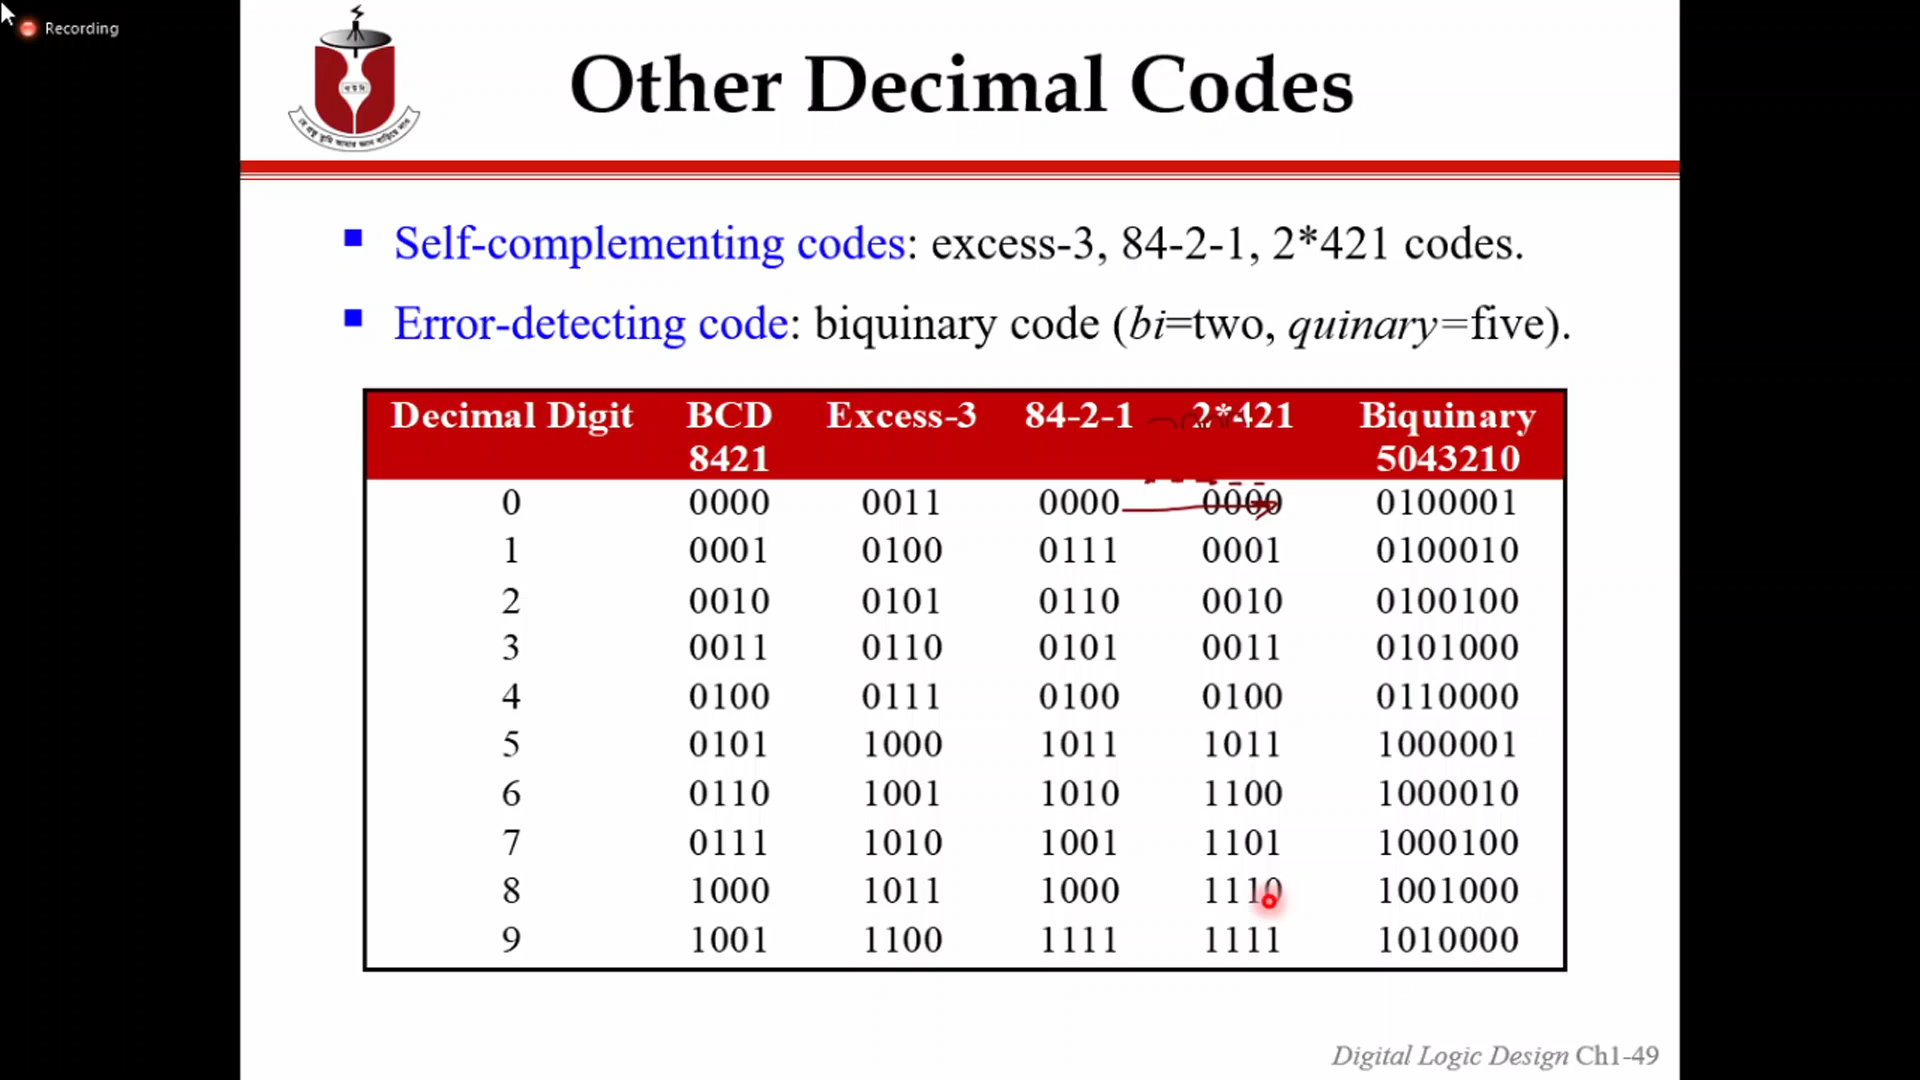 Recording
Other Decimal Codes
Self-complementing codes: excess-3, 84-2-1, 2*421 codes.
Error-detecting code: biquinary code (bi=two, quinary=five).
Decimal Digit BCD Excess-3 84-2-1 2*421 Biquinary
8421 5043210
0 0000 0011 0000 0000 0100001
1 0001 0100 0111 0001 0100010
2 0010 0101 0110 0010 0100100
3 0011 0110 0101 0011 0101000
4 0100 0111 0100 0100 0110000
5 0101 1000 1011 1011 1000001
6 0110 1001 1010 1100 1000010
7 0111 1010 1001 1101 1000100
8 1000 1011 1000 1110 1001000
9 1001 1100 1111 1111 1010000
Digital Logic Design Ch1-49